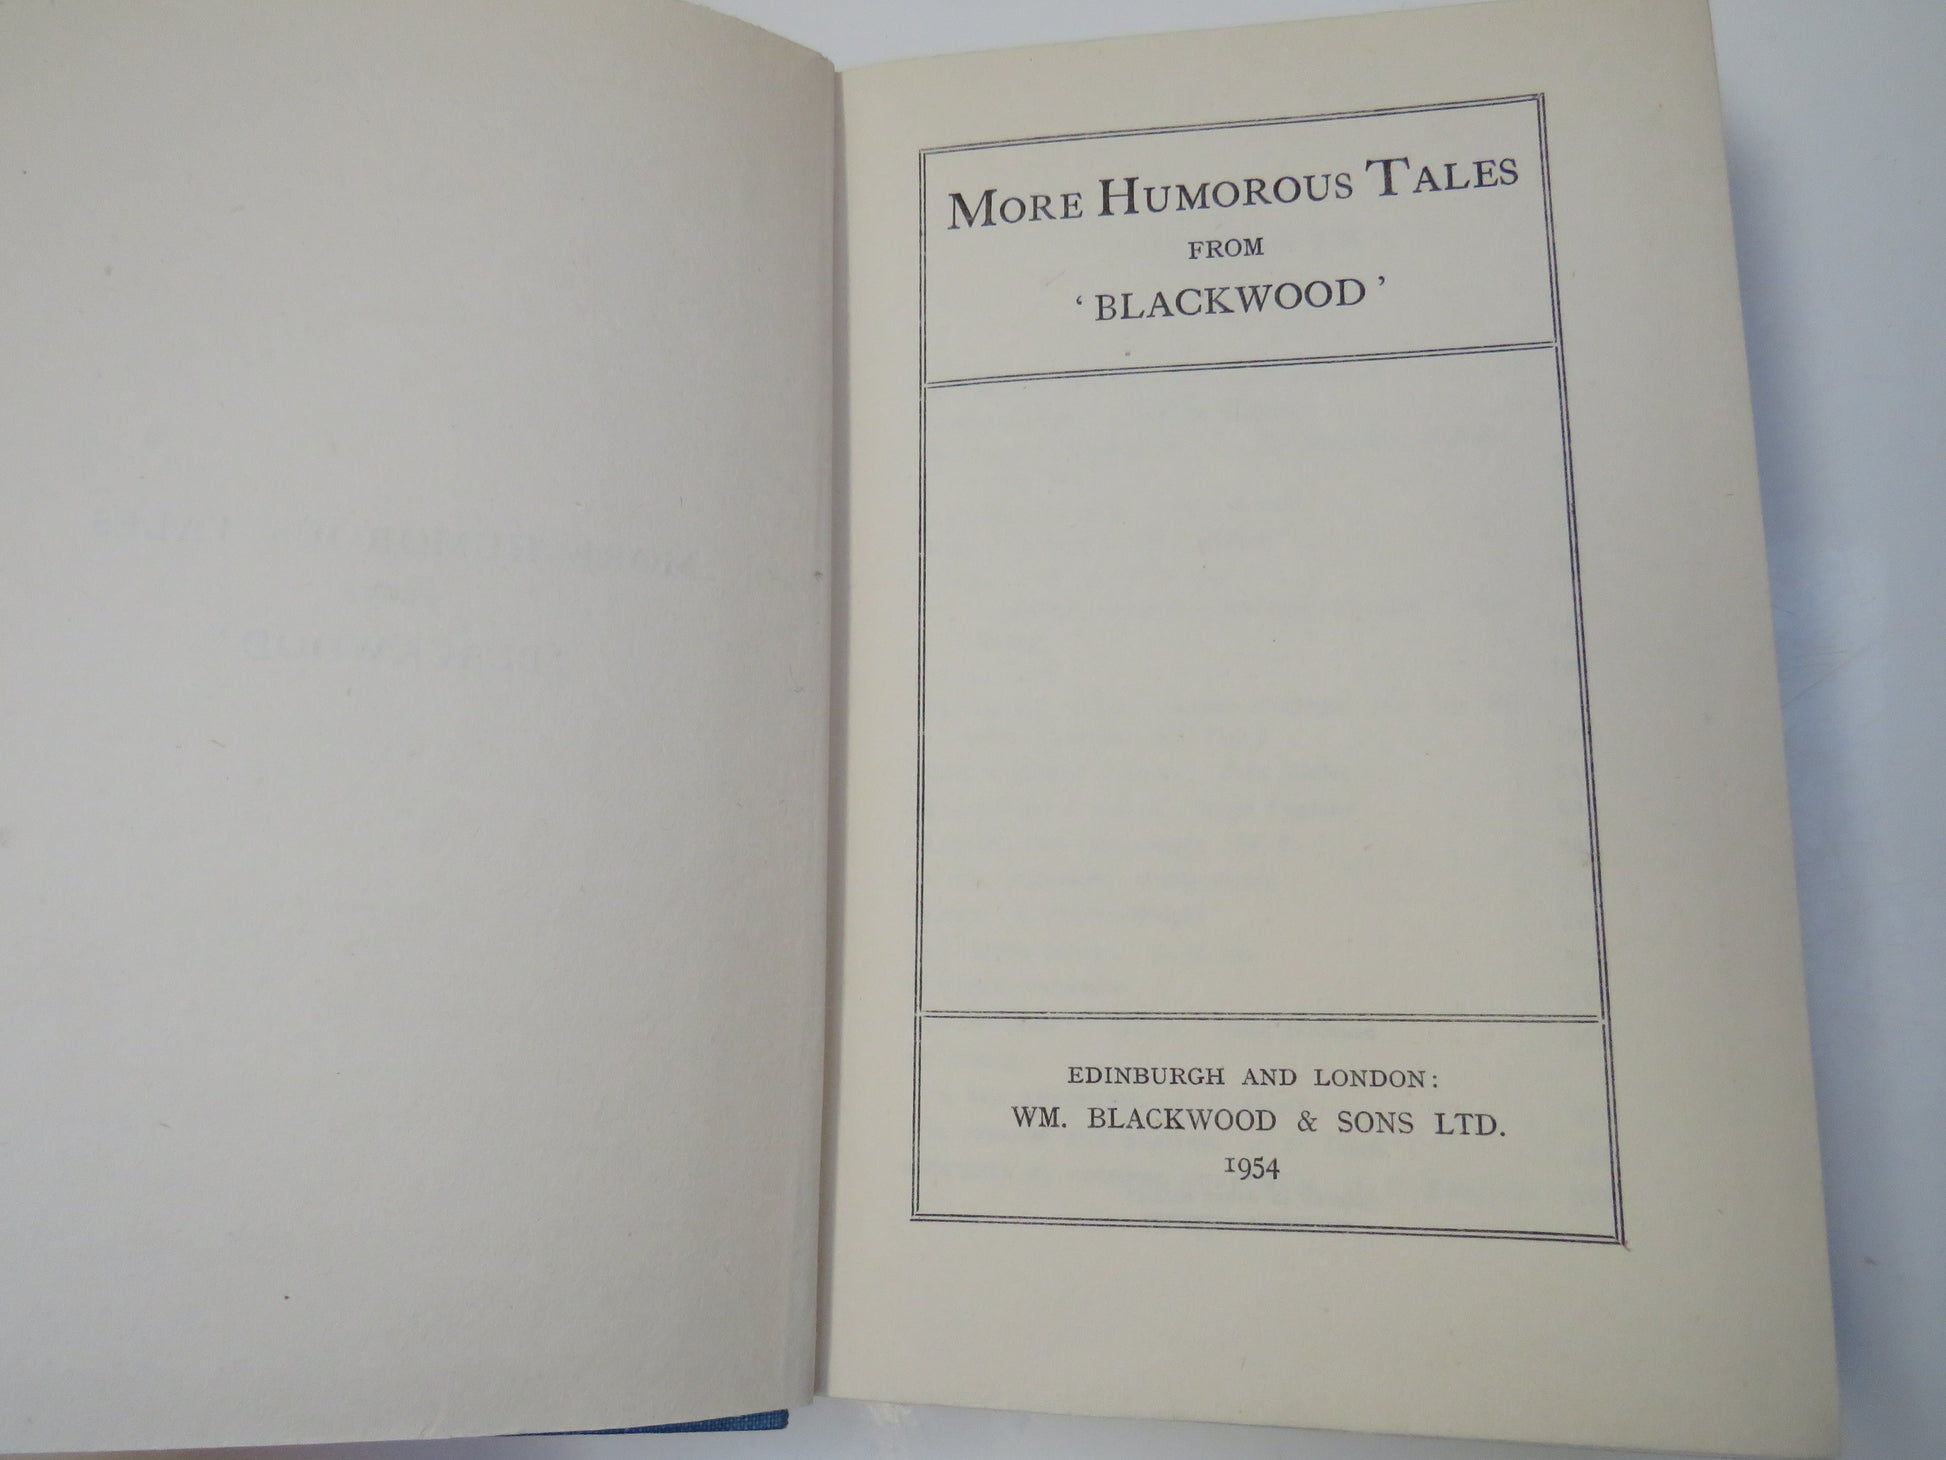 MORE HUMOROUS TALES
FROM
‘ BLACKWOOD ’
EDINBURGH AND LONDON:
WM. BLACKWOOD & SONS LTD.
1954